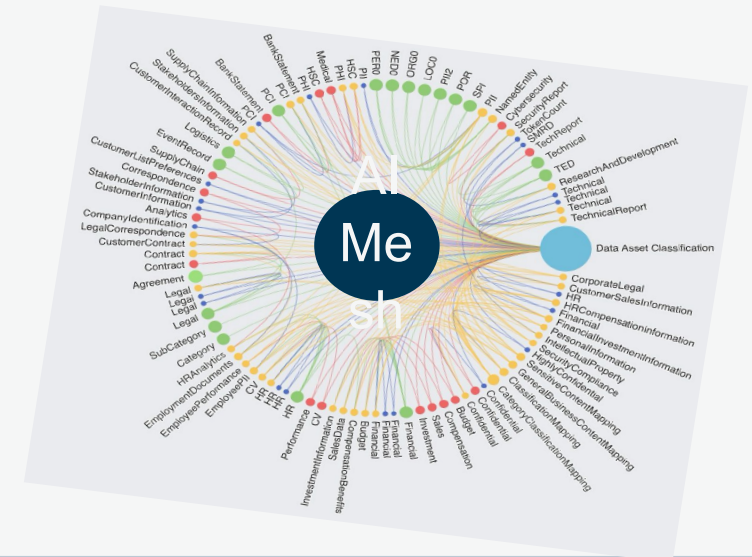 AI
Me
sh
PER0
NED0
ORG0
LOC0
PII2
POR
SPI
PII
NamedEntity
Cybersecurity
SecurityReport
TokenCount
SMRD
TechReport
Technical
TED
ResearchAndDevelopment
Technical
Technical
Technical
TechnicalReport
Data Asset Classification
CorporateLegal
CustomerSalesInformation
HR
HRCompensationinformation
Financial
FinancialInvestmentInformation
PersonalInformation
IntellectualProperty
SecurityCompliance
HighlyConfidential
SensitiveContentMapping
GeneralBusinessContentMapping
ClassificationMapping
CategoryClassificationMapping
Confidential
Confidential
Confidential
Budget
Compensation
Sales
Investment
Financial
Financial
Financial
Financial
Budget
CompensationBenefits
SalesData
InvestmentInformation
CV
Performance
HR
HR
HR
HR
CV
EmployeePII
EmployeePerformance
EmploymentDocuments
HRAnalytics
Category
SubCategory
Legal
Legal
Legal
Legal
Agreement
Contract
Contract
CustomerContract
LegalCorrespondence
CompanyIdentification
Analytics
CustomerInformation
StakeholderInformation
Correspondence
CustomerListPreferences
SupplyChain
EventRecord
Logistics
CustomerInteractionRecord
StakeholdersInformation
SupplyChainInformation
PCI
BankStatement
PCI
PCI
BankStatement
PHI
HSC
Medical
PHI
HSC
PII